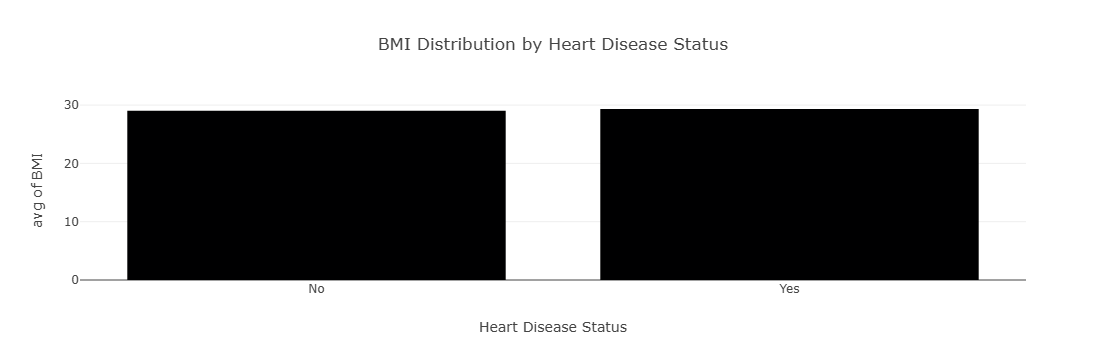 BMI Distribution by Heart Disease Status
30
20
10
0
avg of BMI
No
Yes
Heart Disease Status